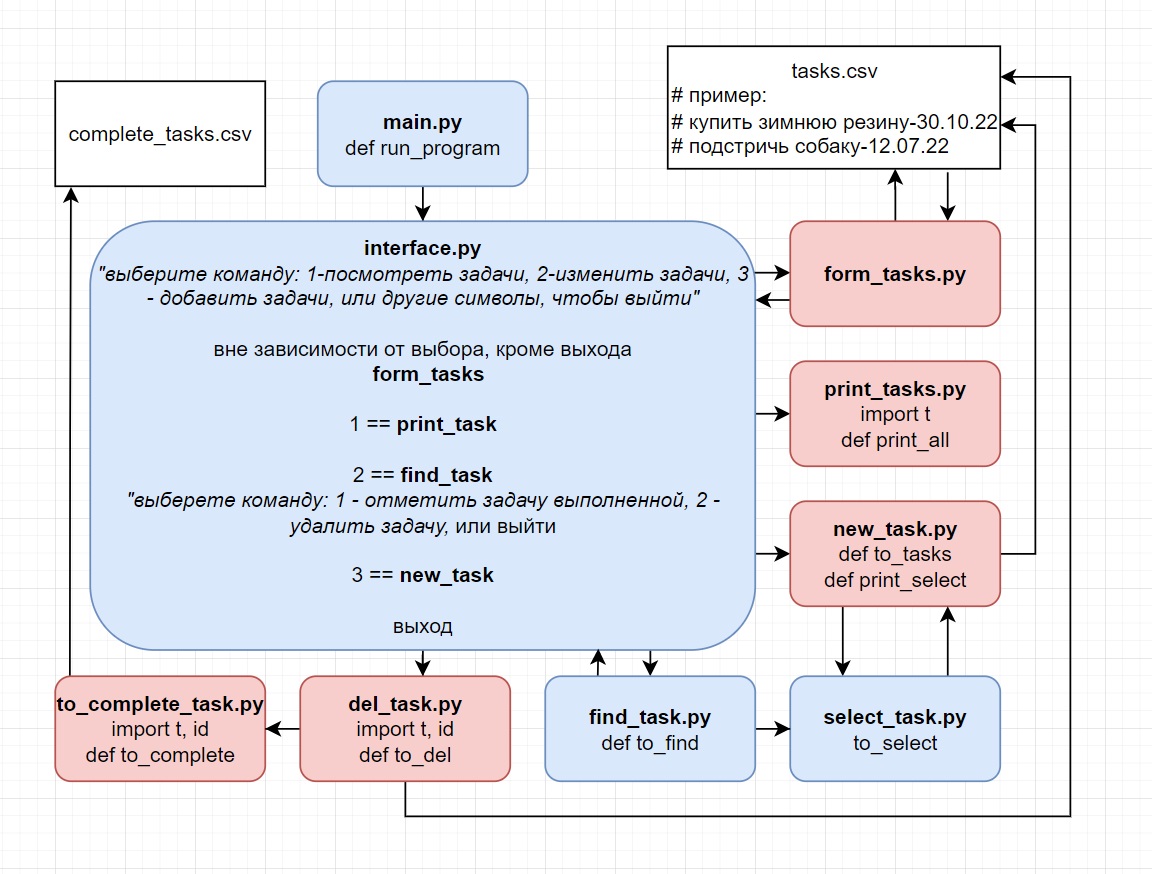 complete_tasks.csv
main.py
def run_program
tasks.csv
# пример:
# купить зимнюю резину-30.10.22
# подстричь собаку-12.07.22
interface.py
"выберите команду: 1-посмотреть задачи, 2-изменить задачи, 3
- добавить задачи, или другие символы, чтобы выйти"
вне зависимости от выбора, кроме выхода
form_tasks
1 == print_task
2 == find_task
"выберете команду: 1 - отметить задачу выполненной, 2 -
удалить задачу, или выйти
3 == new_task
выход
form_tasks.py
print_tasks.py
import t
def print_all
new_task.py
def to_tasks
def print_select
to_complete_task.py
import t, id
def to_complete
del_task.py
import t, id
def to_del
find_task.py
def to_find
select_task.py
to_select